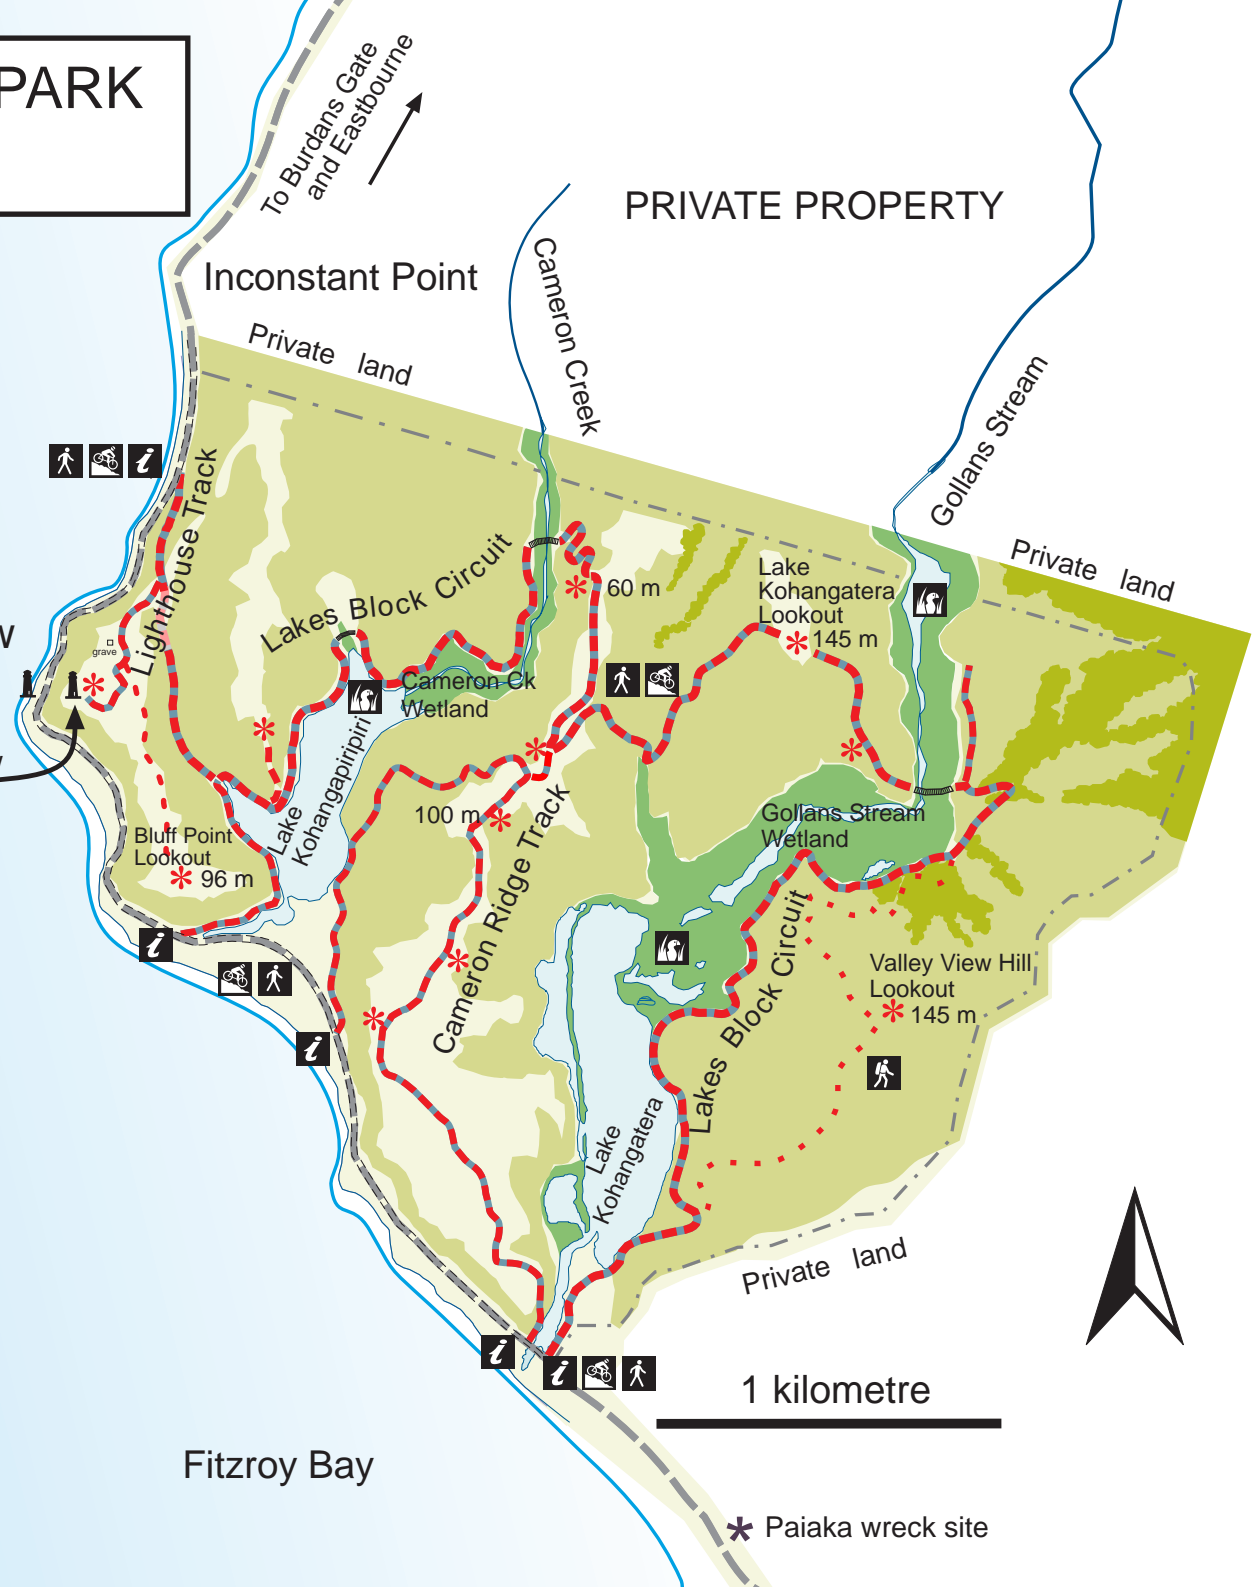 PARK
To Burdans Gate
and Eastbourne
PRIVATE PROPERTY
Inconstant Point
Cameron Creek
Private land
Gollans Stream
Private land
i
Lighthouse Track
Lakes Block Circuit
60 m
Lake
Kohangatera
Lookout
145 m
grave
Cameron Ck
Wetland
Lake
Kohangapiripiri
100 m
Cameron Ridge Track
Gollans Stream
Wetland
Bluff Point
Lookout
96 m
i
i
Lakes Block Circuit
Valley View Hill
Lookout
145 m
Lake
Kohangatera
Private land
i
i
1 kilometre
Fitzroy Bay
* Paiaka wreck site